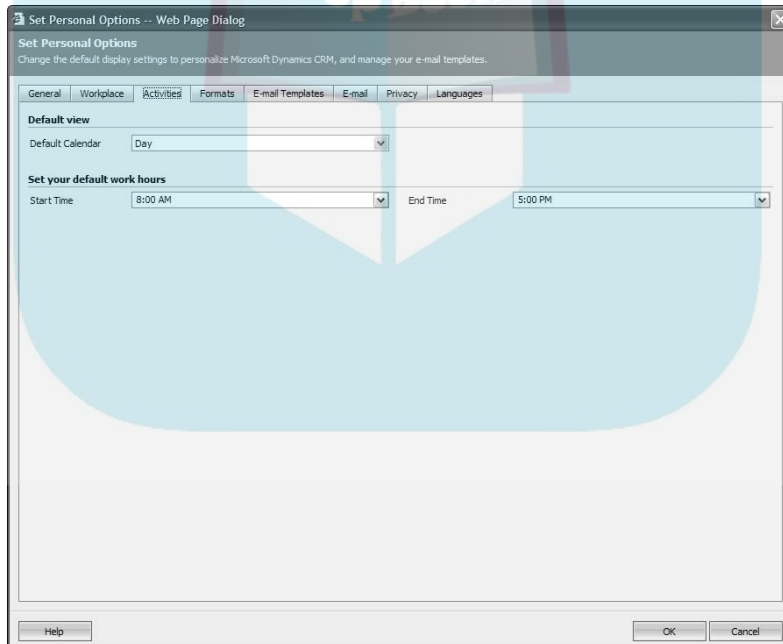 Set Personal Options -- Web Page Dialog
Set Personal Options
Change the default display settings to personalize Microsoft Dynamics CRM, and manage your e-mail templates.
General Workplace Activities Formats E-mail Templates E-mail Privacy Languages
Default view
Default Calendar Day
Set your default work hours
Start Time 8:00 AM End Time 5:00 PM
Help OK Cancel